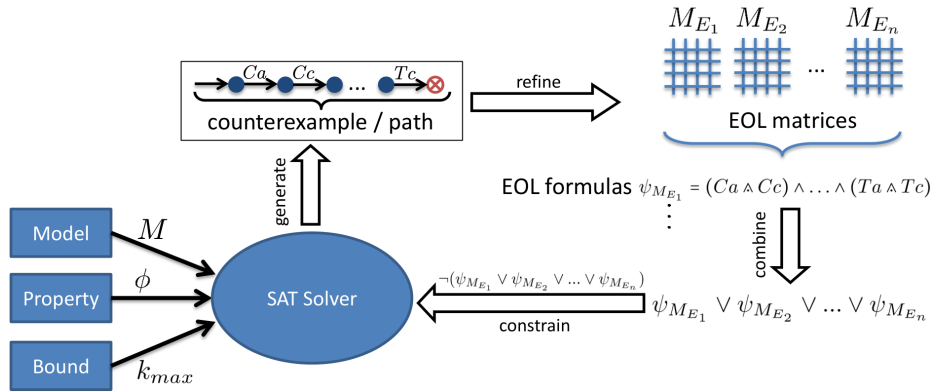 M_{E_1} M_{E_2} M_{E_n}
...
Ca Cc ... Tc
counterexample / path
refine
EOL matrices
generate
EOL formulas ψ_{M_{E_1}} = (Ca ⩚ Cc) ∧ … ∧ (Ta ⩚ Tc)
⋮
combine
Model
M
Property
ϕ
Bound
k_{max}
SAT Solver
¬(ψ_{M_{E_1}} ∨ ψ_{M_{E_2}} ∨ ... ∨ ψ_{M_{E_n}})
constrain
ψ_{M_{E_1}} ∨ ψ_{M_{E_2}} ∨ ... ∨ ψ_{M_{E_n}}